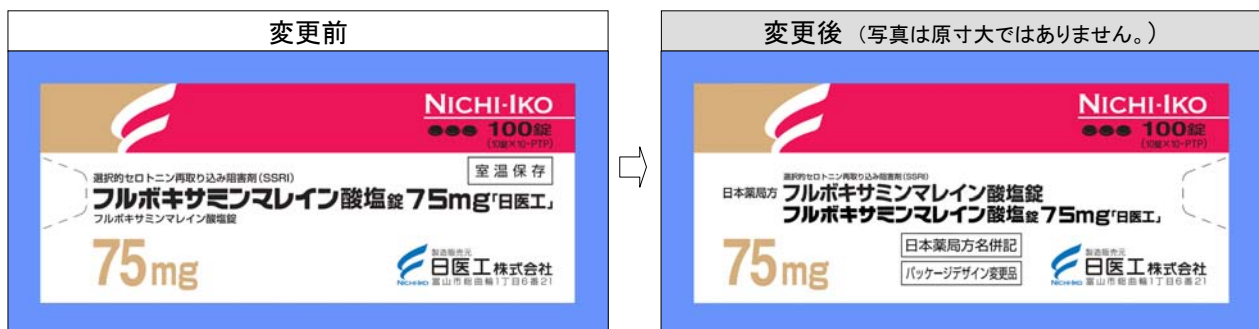 変更前
NICHI-IKO
100錠
(10錠×10・PTP)
室温保存
選択的セロトニン再取り込み阻害剤(SSRI)
フルボキサミンマレイン酸塩錠75mg「日医工」
フルボキサミンマレイン酸塩錠
75mg
製造販売元
日医工株式会社
NICHI-IKO 富山市総曲輪1丁目6番21
変更後 (写真は原寸大ではありません。)
NICHI-IKO
100錠
(10錠×10・PTP)
選択的セロトニン再取り込み阻害剤(SSRI)
日本薬局方 フルボキサミンマレイン酸塩錠
フルボキサミンマレイン酸塩錠75mg「日医工」
75mg
日本薬局方名併記
パッケージデザイン変更品
製造販売元
日医工株式会社
NICHI-IKO 富山市総曲輪1丁目6番21